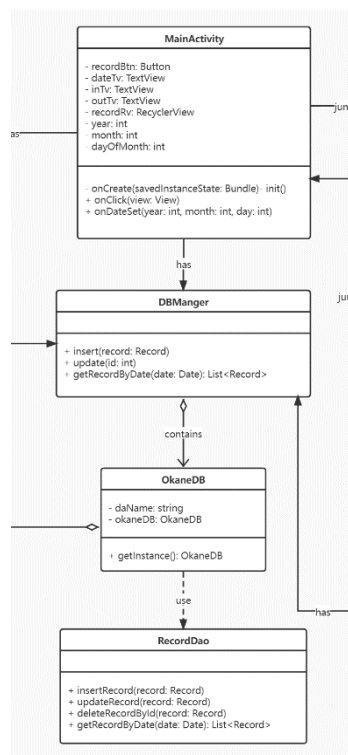 MainActivity
- recordBtn: Button
- dateTv: TextView
- inTv: TextView
- outTv: TextView
- recordRv: RecyclerView
- year: int
- month: int
- dayOfMonth: int
jum
as
- onCreate(savedInstanceState: Bundle)- init()
+ onClick(view: View)
+ onDateSet(year: int, month: int, day: int)
has
DBManger
jum
+ insert(record: Record)
+ update(id: int)
+ getRecordByDate(date: Date): List<Record>
contains
OkaneDB
- daName: string
- okaneDB: OkaneDB
+ getInstance(): OkaneDB
use
has
RecordDao
+ insertRecord(record: Record)
+ updateRecord(record: Record)
+ deleteRecordById(record: Record)
+ getRecordByDate(date: Date): List<Record>